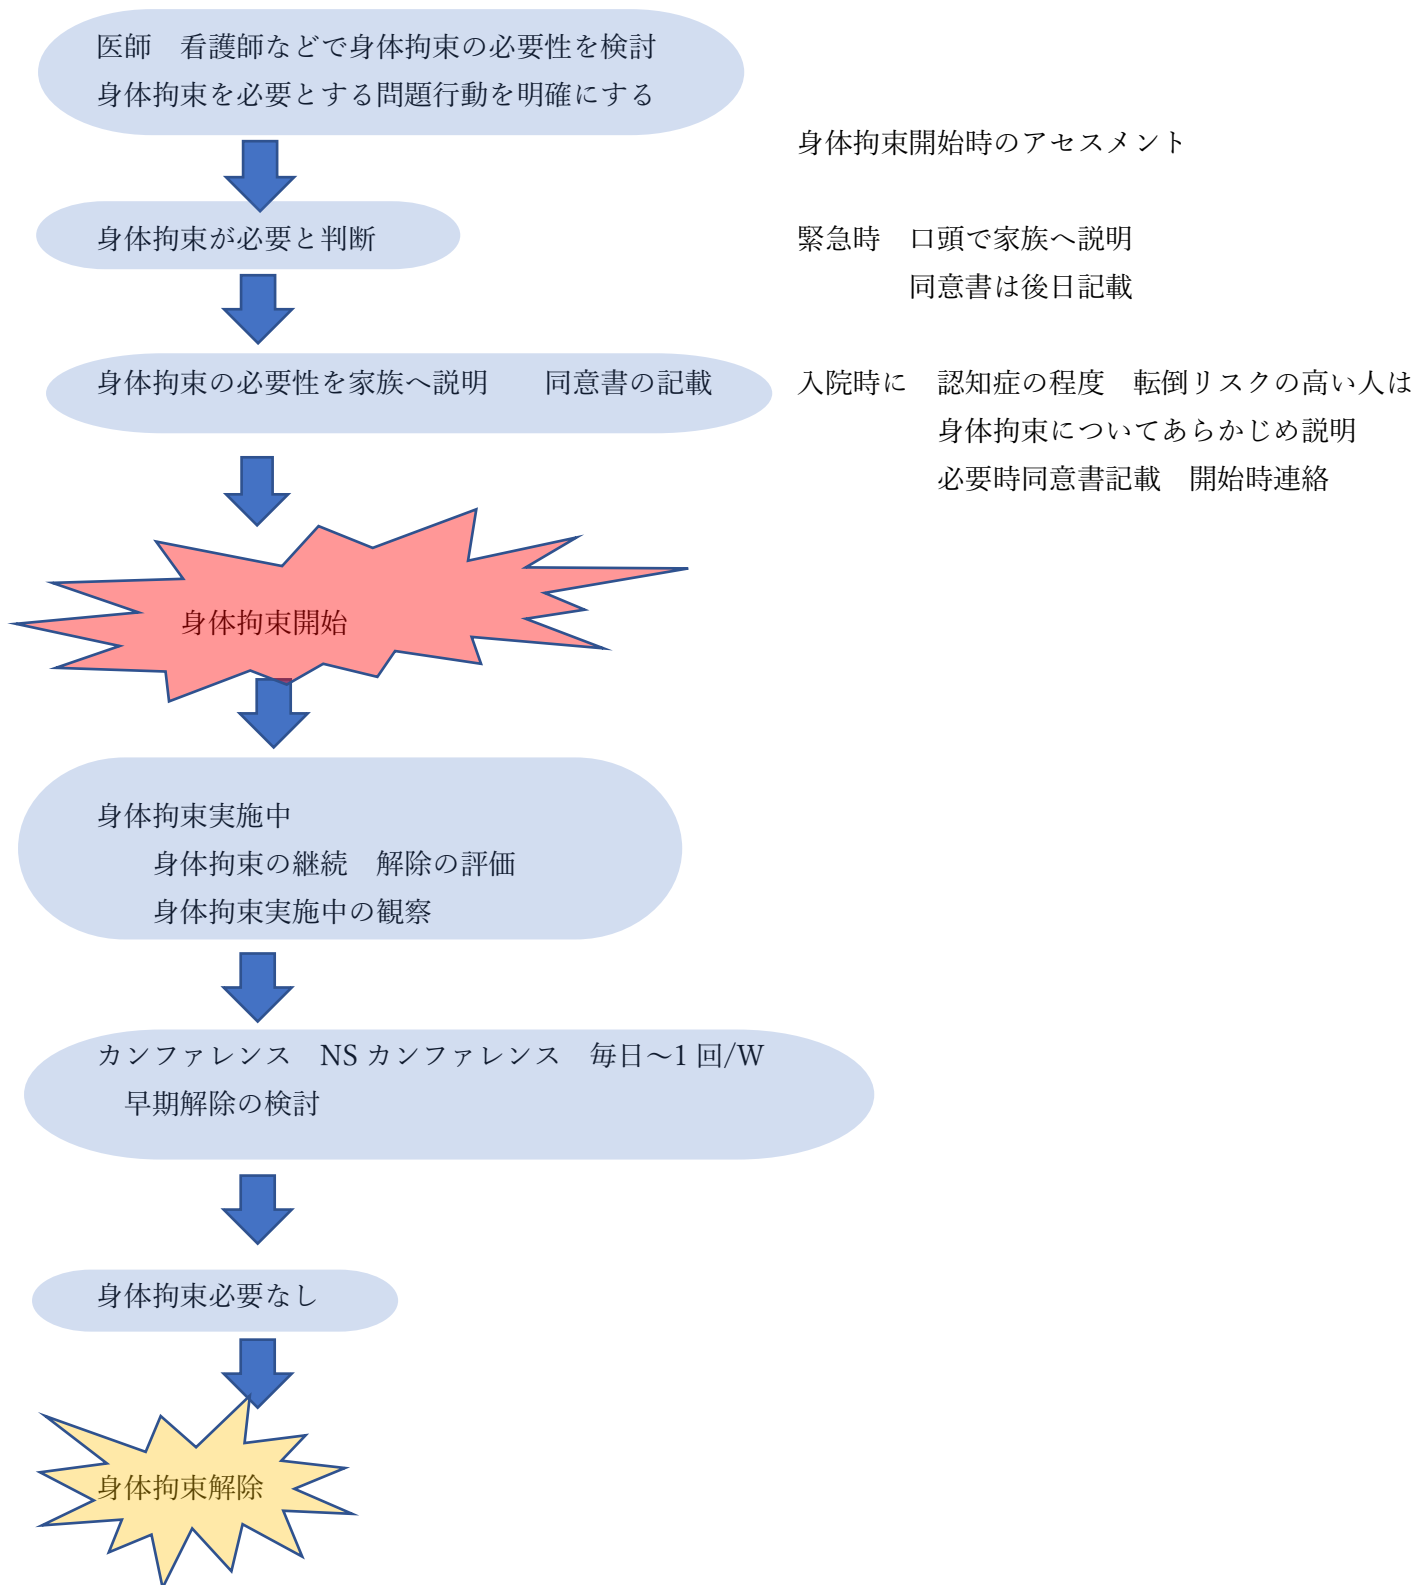 医師　看護師などで身体拘束の必要性を検討
身体拘束を必要とする問題行動を明確にする
身体拘束開始時のアセスメント
身体拘束が必要と判断
緊急時　口頭で家族へ説明
同意書は後日記載
身体拘束の必要性を家族へ説明　　同意書の記載
入院時に　認知症の程度　転倒リスクの高い人は
身体拘束についてあらかじめ説明
必要時同意書記載　開始時連絡
身体拘束開始
身体拘束実施中
身体拘束の継続　解除の評価
身体拘束実施中の観察
カンファレンス　NS カンファレンス　毎日～1 回/W
早期解除の検討
身体拘束必要なし
身体拘束解除